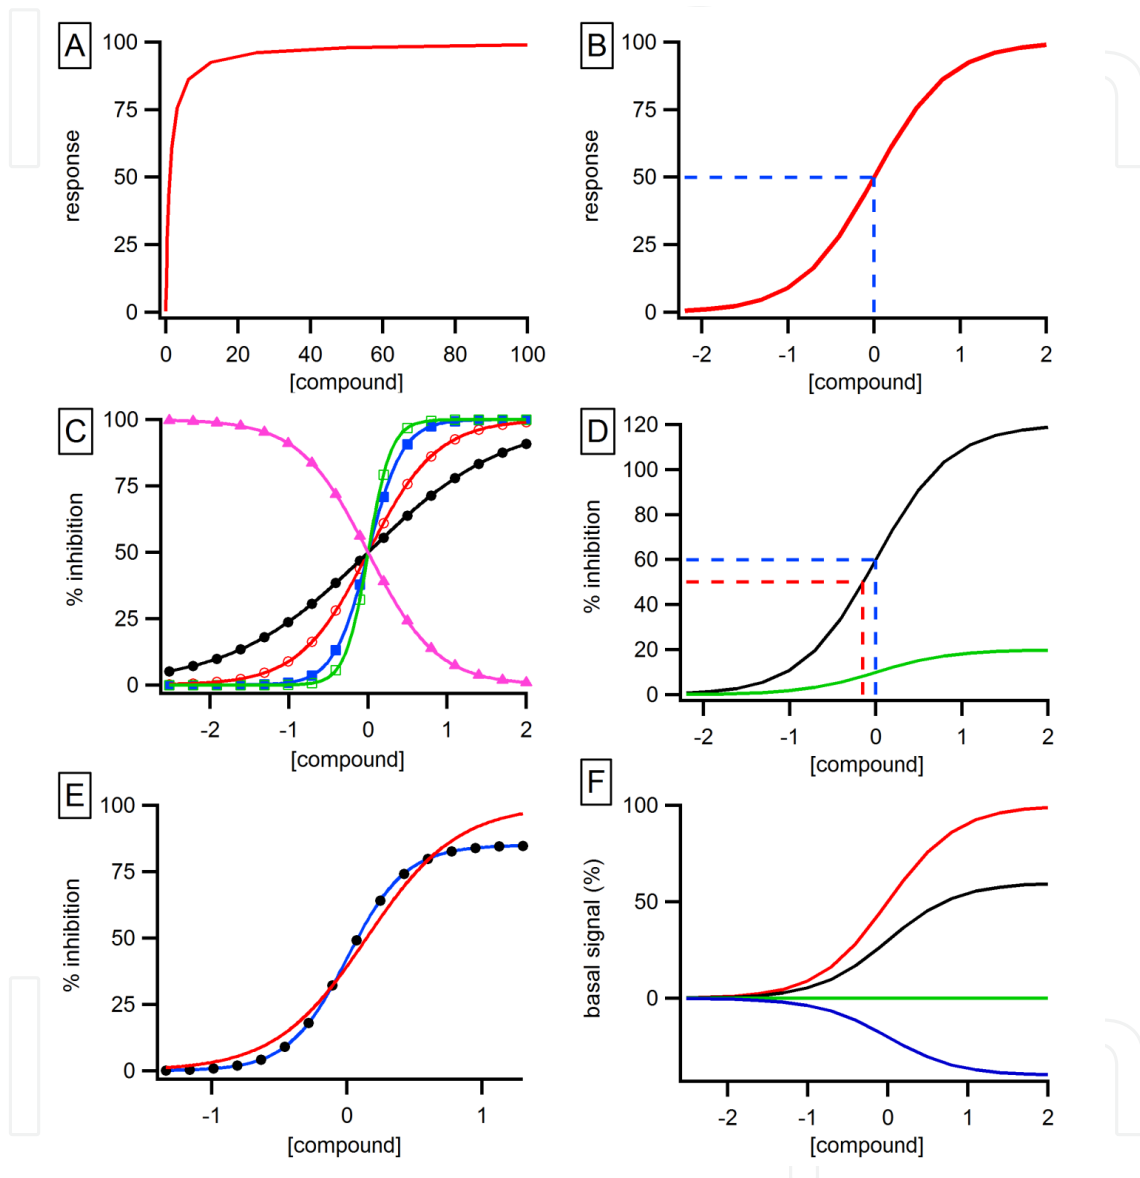 A
100
75
50
25
0
response
0 20 40 60 80 100
[compound]
B
100
75
50
25
0
response
-2 -1 0 1 2
[compound]
C
100
75
50
25
0
% inhibition
-2 -1 0 1 2
[compound]
D
120
100
80
60
40
20
0
% inhibition
-2 -1 0 1 2
[compound]
E
100
75
50
25
0
% inhibition
-1 0 1
[compound]
F
100
50
0
basal signal (%)
-2 -1 0 1 2
[compound]